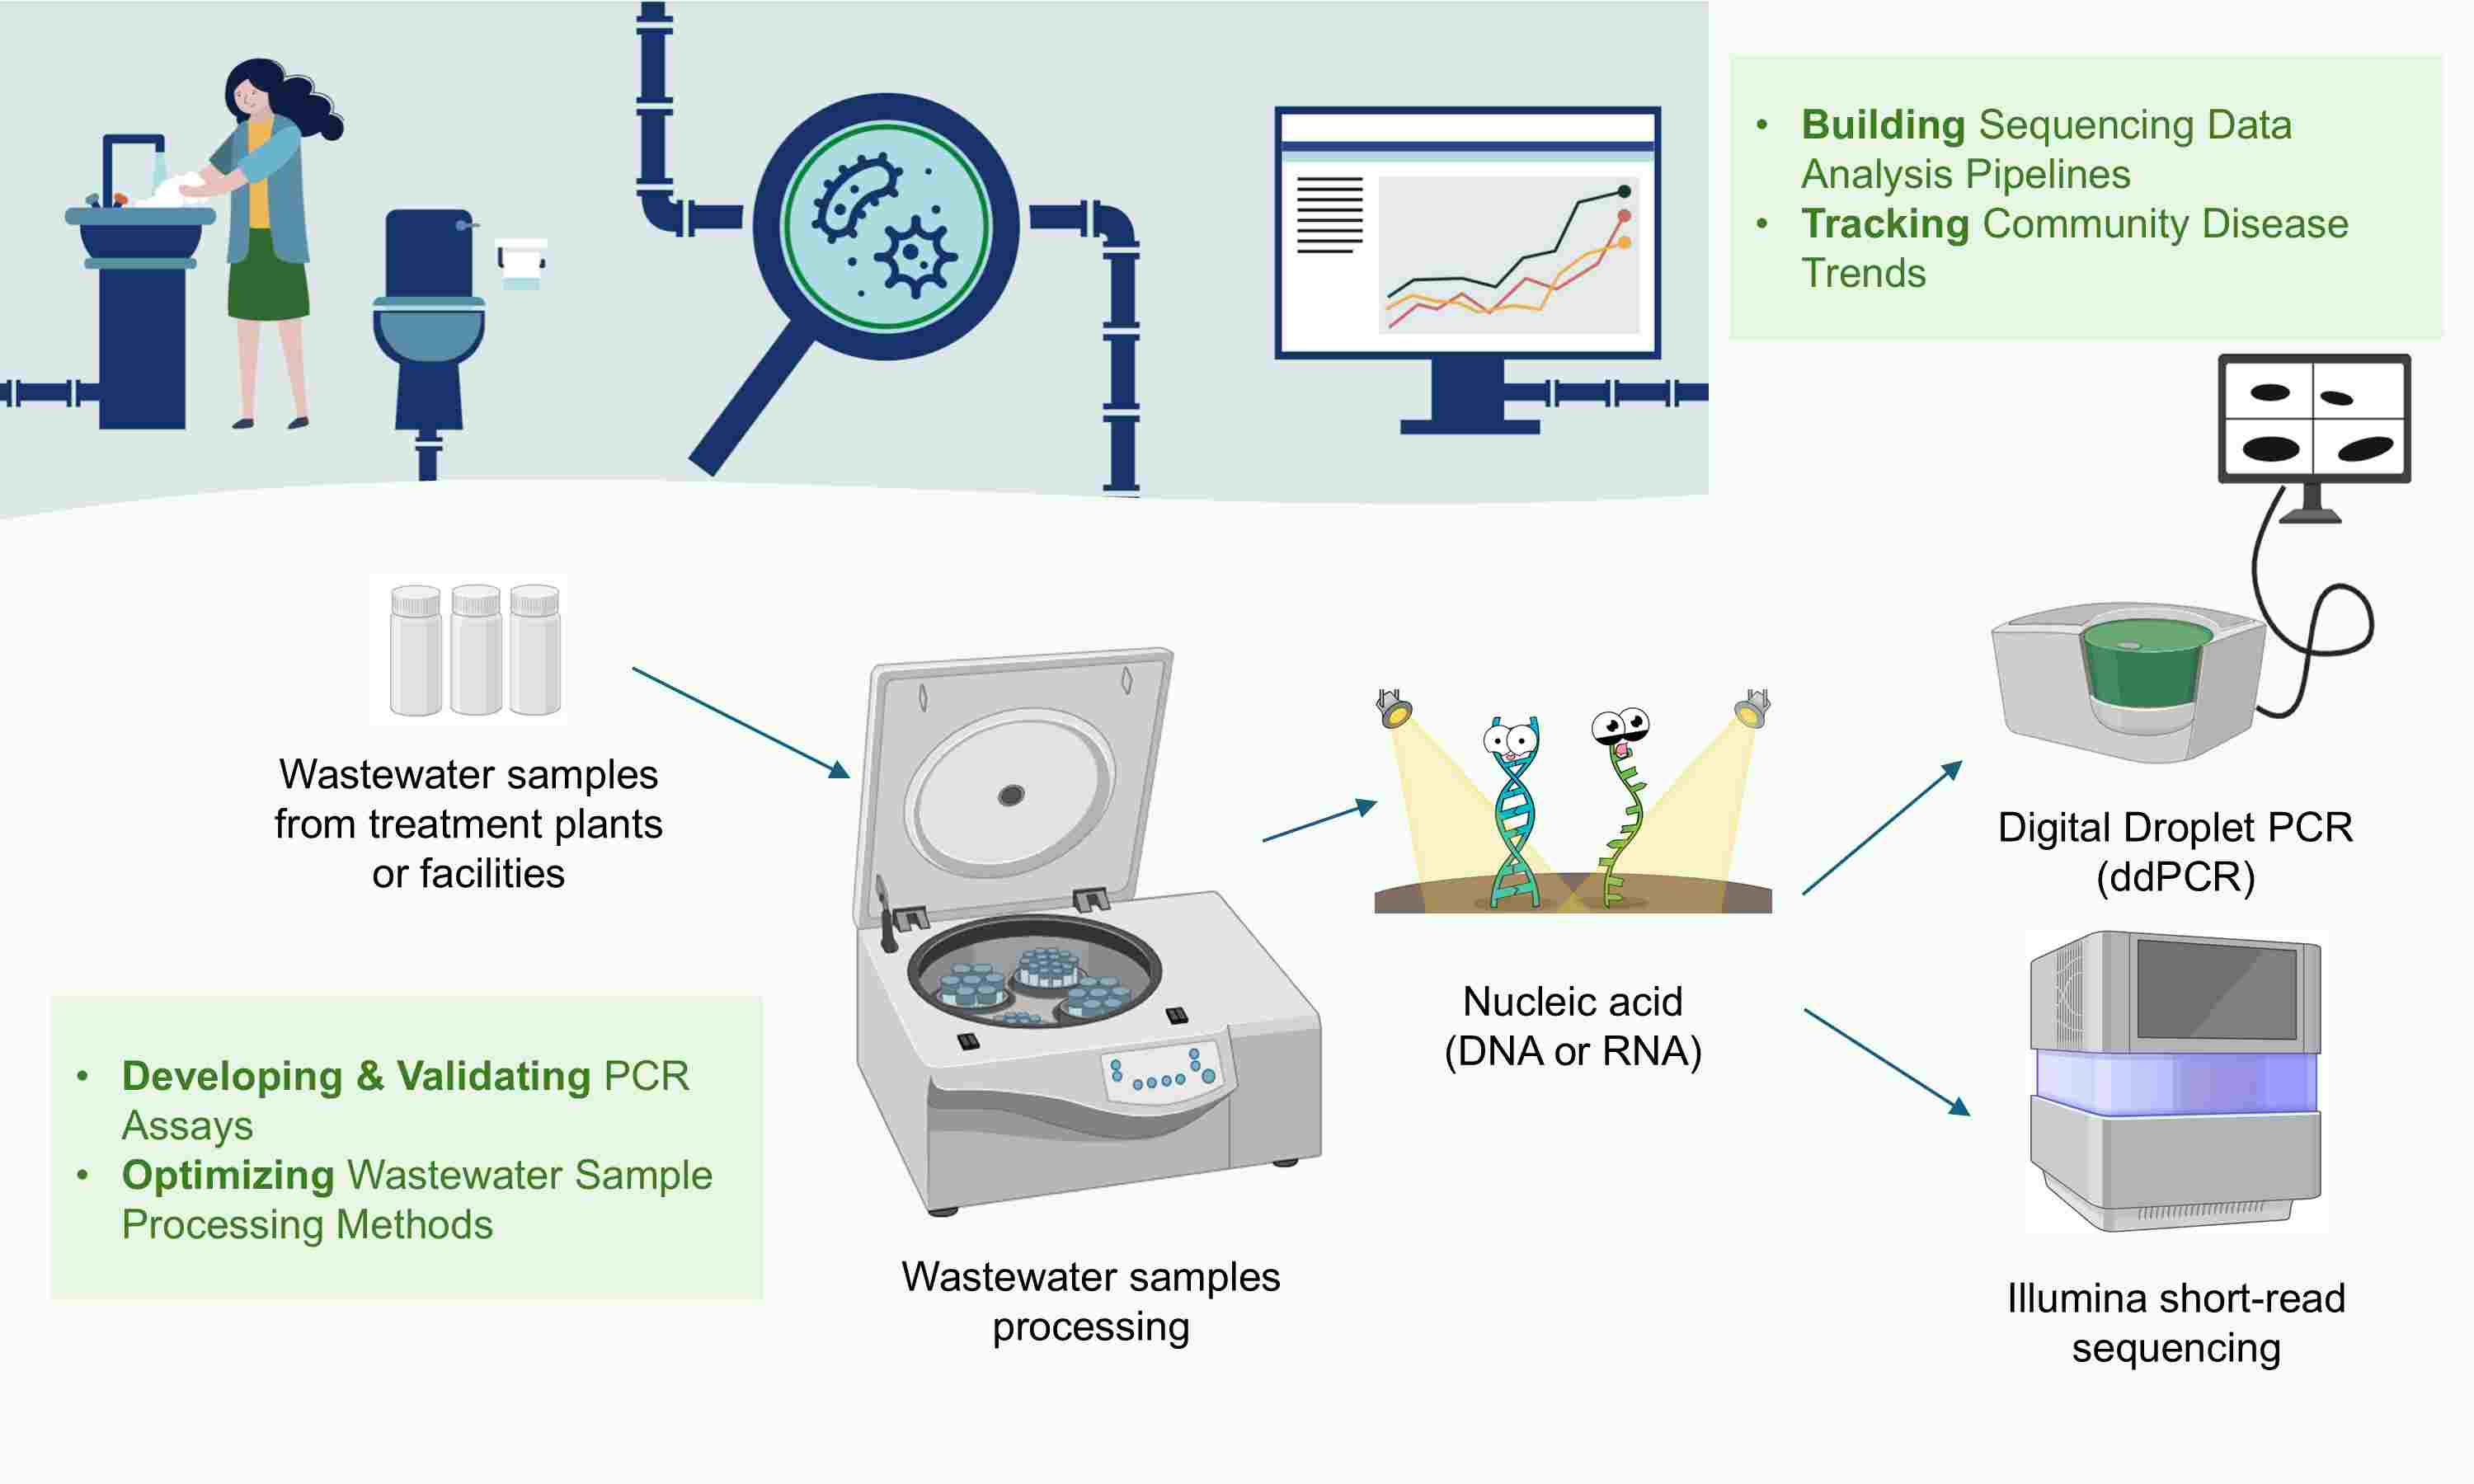 • Building Sequencing Data
Analysis Pipelines
• Tracking Community Disease
Trends
Wastewater samples
from treatment plants
or facilities
Digital Droplet PCR
(ddPCR)
Nucleic acid
(DNA or RNA)
• Developing & Validating PCR
Assays
• Optimizing Wastewater Sample
Processing Methods
Wastewater samples
processing
Illumina short-read
sequencing